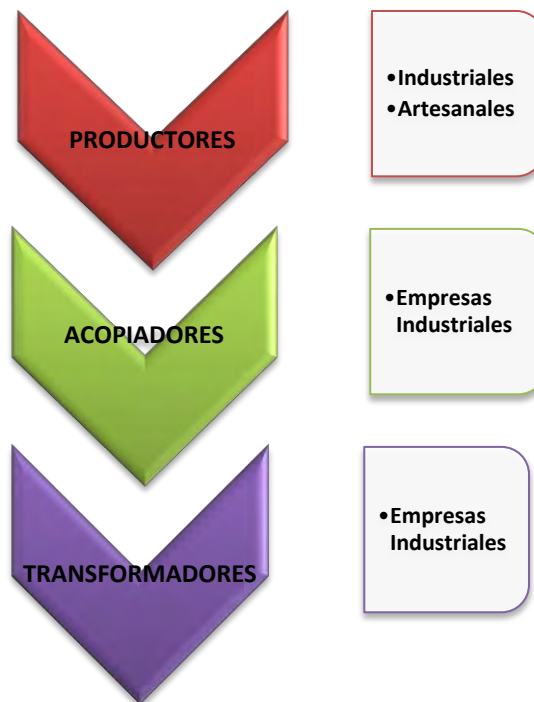 PRODUCTORES
•Industriales
•Artesanales
ACOPIADORES
•Empresas
Industriales
TRANSFORMADORES
•Empresas
Industriales